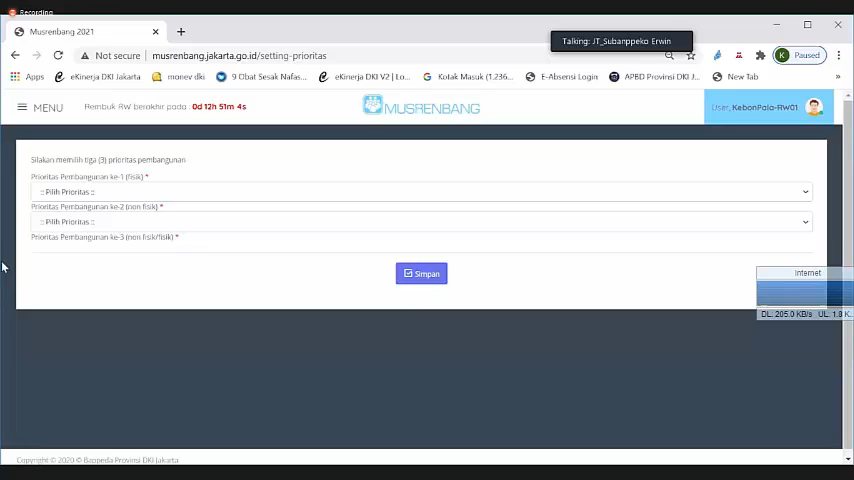 Recording
Musrenbang 2021
Talking: JT_Subanppeko Erwin
Not secure
musrenbang.jakarta.go.id/setting-prioritas
K
Paused
Apps
eKinerja DKI Jakarta
monev dki
9 Obat Sesak Nafas...
eKinerja DKI V2 | Lo...
Kotak Masuk (1.236...
E-Absensi Login
APBD Provinsi DKI J...
New Tab
»
MENU
Rembuk RW berakhir pada : 0d 12h 51m 4s
MUSRENBANG
User, KebonPala-RW01
Silakan memilih tiga (3) prioritas pembangunan
Prioritas Pembangunan ke-1 (fisik) *
:: Pilih Prioritas ::
Prioritas Pembangunan ke-2 (non fisik) *
:: Pilih Prioritas ::
Prioritas Pembangunan ke-3 (non fisik/fisik) *
Simpan
Internet
DL: 205.0 KB/s UL: 1.8 K...
Copyright © 2020 © Bappeda Provinsi DKI Jakarta